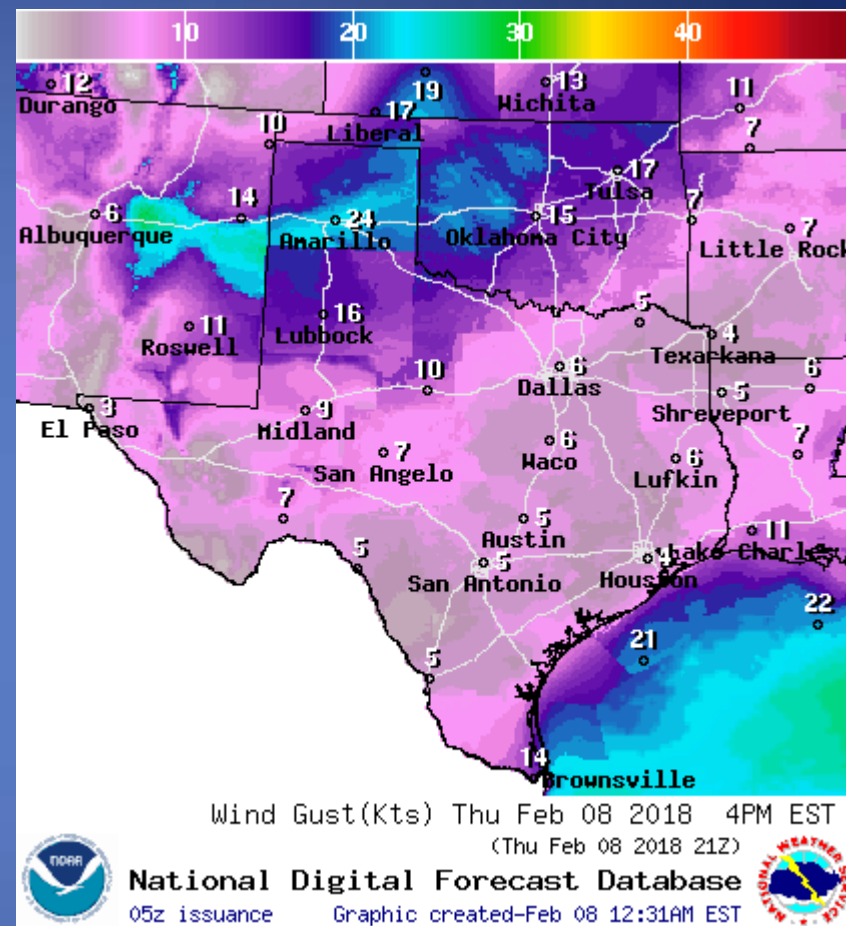 10 20 30 40
12 19 13 11
Durango 17 Wichita
10 Liberal 7
14 17
Tulsa
6 24 15 7 7
Albuquerque Amarillo Oklahoma City Little Rock
11 16 5 4
Roswell Lubbock Texarkana
10 6 6
3 9 Dallas 5
El Paso Midland Shreveport
7 6 6 7
San Angelo Waco Lufkin
7 5 11
Austin Lake Charles
5 5 4
San Antonio Houston
22
21
5
14
Brownsville
Wind Gust(Kts) Thu Feb 08 2018 4PM EST
(Thu Feb 08 2018 21Z)
NOAA
National Digital Forecast Database
05z issuance Graphic created-Feb 08 12:31AM EST
NATIONAL WEATHER SERVICE